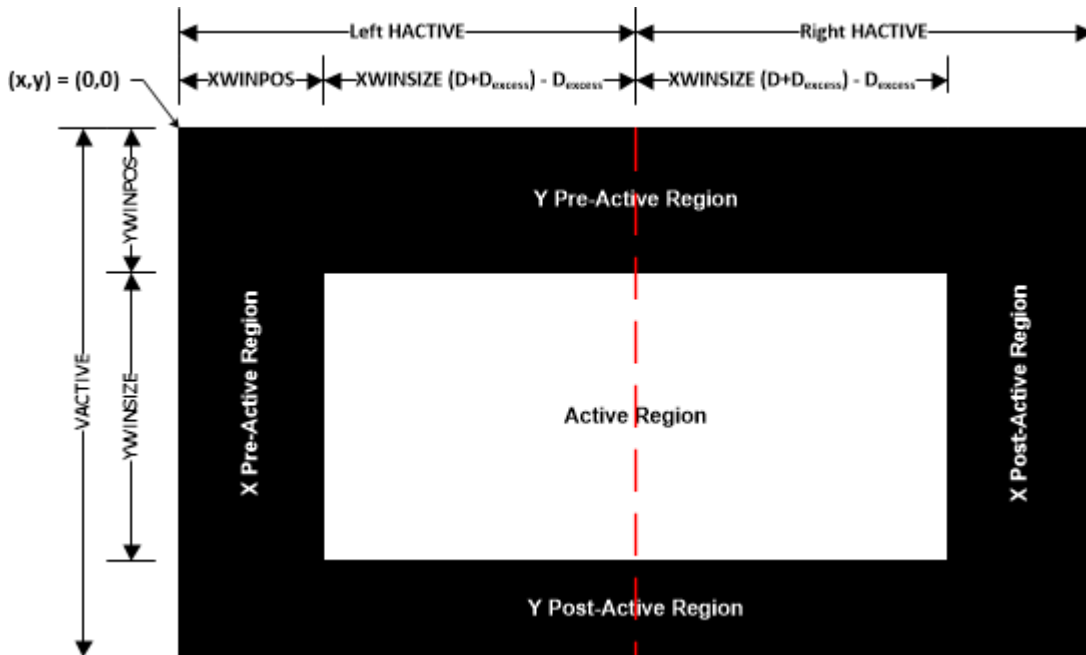 Left HACTIVE
Right HACTIVE
XWINPOS
XWINSIZE (D+Dexcess) - Dexcess
XWINSIZE (D+Dexcess) - Dexcess
(x,y) = (0,0)
YWINPOS
Y Pre-Active Region
VACTIVE
YWINSIZE
X Pre-Active Region
Active Region
X Post-Active Region
Y Post-Active Region